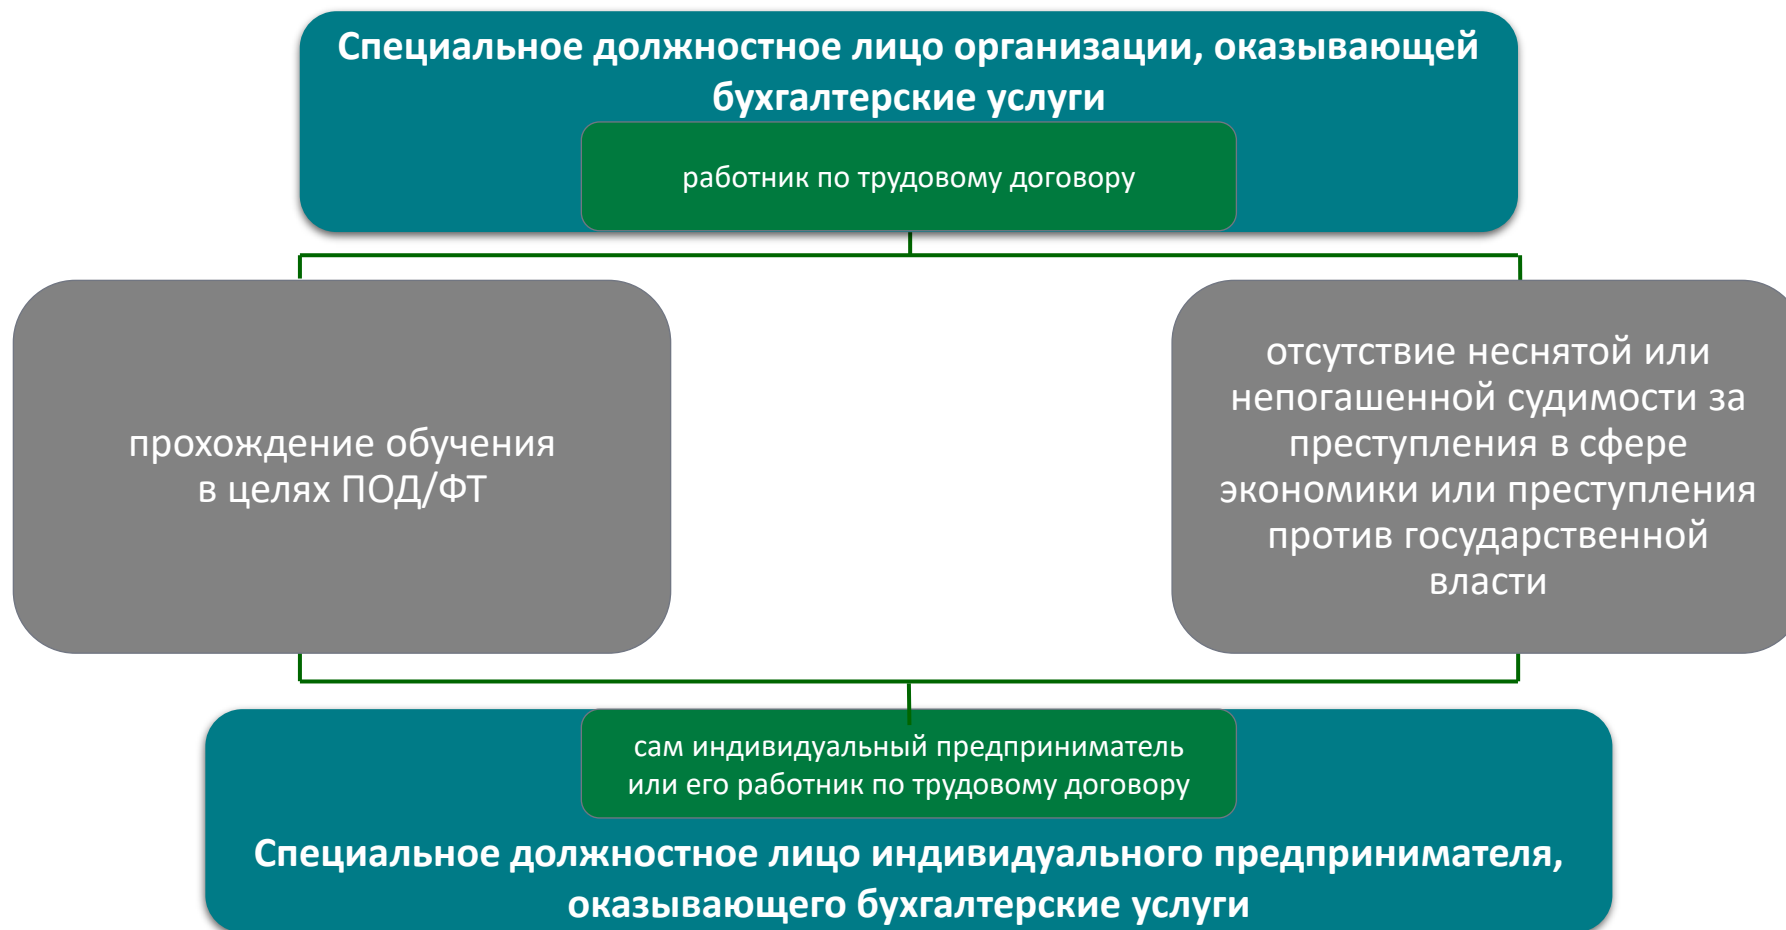 Специальное должностное лицо организации, оказывающей
бухгалтерские услуги
работник по трудовому договору
прохождение обучения
в целях ПОД/ФТ
отсутствие неснятой или
непогашенной судимости за
преступления в сфере
экономики или преступления
против государственной
власти
сам индивидуальный предприниматель
или его работник по трудовому договору
Специальное должностное лицо индивидуального предпринимателя,
оказывающего бухгалтерские услуги